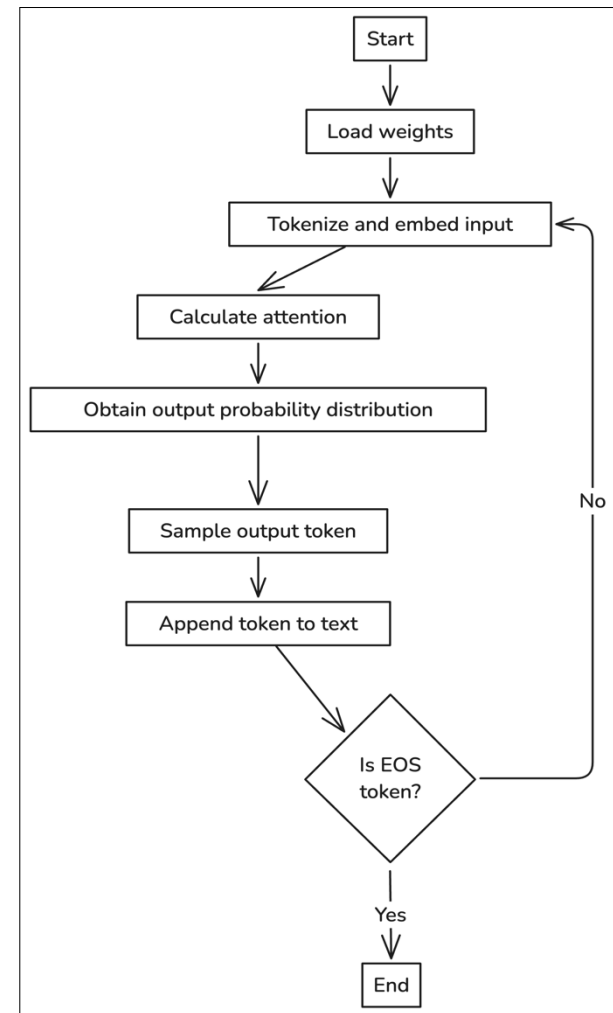 Start
Load weights
Tokenize and embed input
Calculate attention
Obtain output probability distribution
No
Sample output token
Append token to text
Is EOS
token?
Yes
End